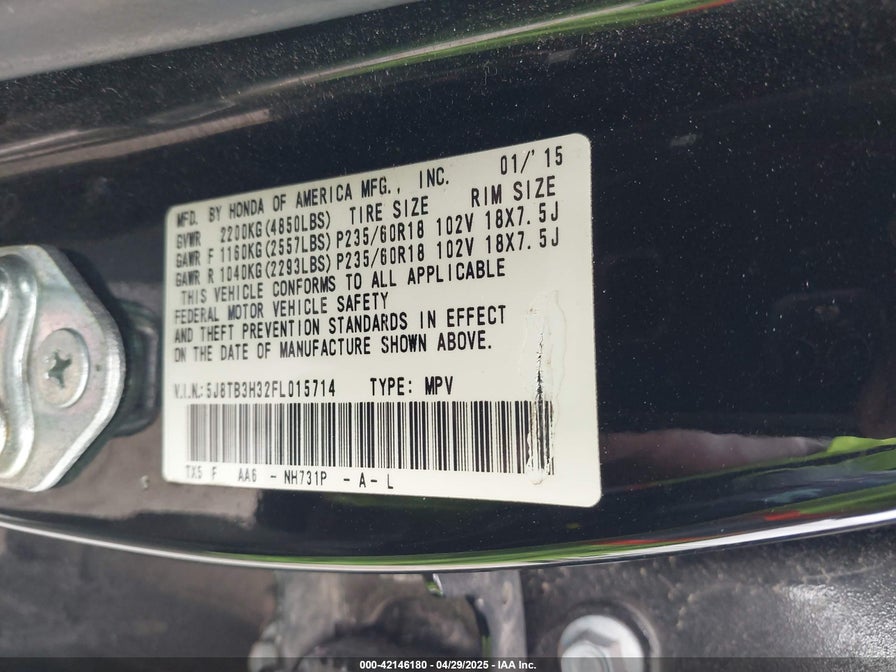 MFD. BY HONDA OF AMERICA MFG., INC. 01/'15
GVWR 2200KG(4850LBS) TIRE SIZE RIM SIZE
GAWR F 1160KG(2557LBS) P235/60R18 102V 18X7.5J
GAWR R 1040KG(2293LBS) P235/60R18 102V 18X7.5J
THIS VEHICLE CONFORMS TO ALL APPLICABLE
FEDERAL MOTOR VEHICLE SAFETY
AND THEFT PREVENTION STANDARDS IN EFFECT
ON THE DATE OF MANUFACTURE SHOWN ABOVE.
V.I.N.: 5J8TB3H32FL015714 TYPE: MPV
TX5 F AA6 - NH731P - A - L
000-42146180 - 04/29/2025 - IAA Inc.